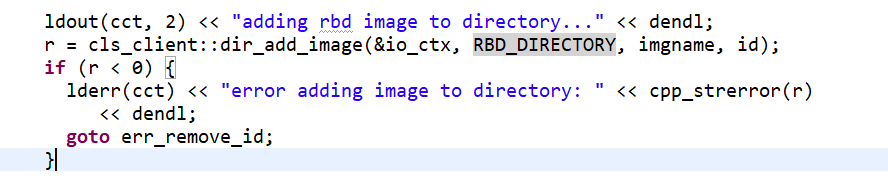 ldout(cct, 2) << "adding rbd image to directory..." << dendl;
r = cls_client::dir_add_image(&io_ctx, RBD_DIRECTORY, imgname, id);
if (r < 0) {
  lderr(cct) << "error adding image to directory: " << cpp_strerror(r)
      << dendl;
  goto err_remove_id;
}